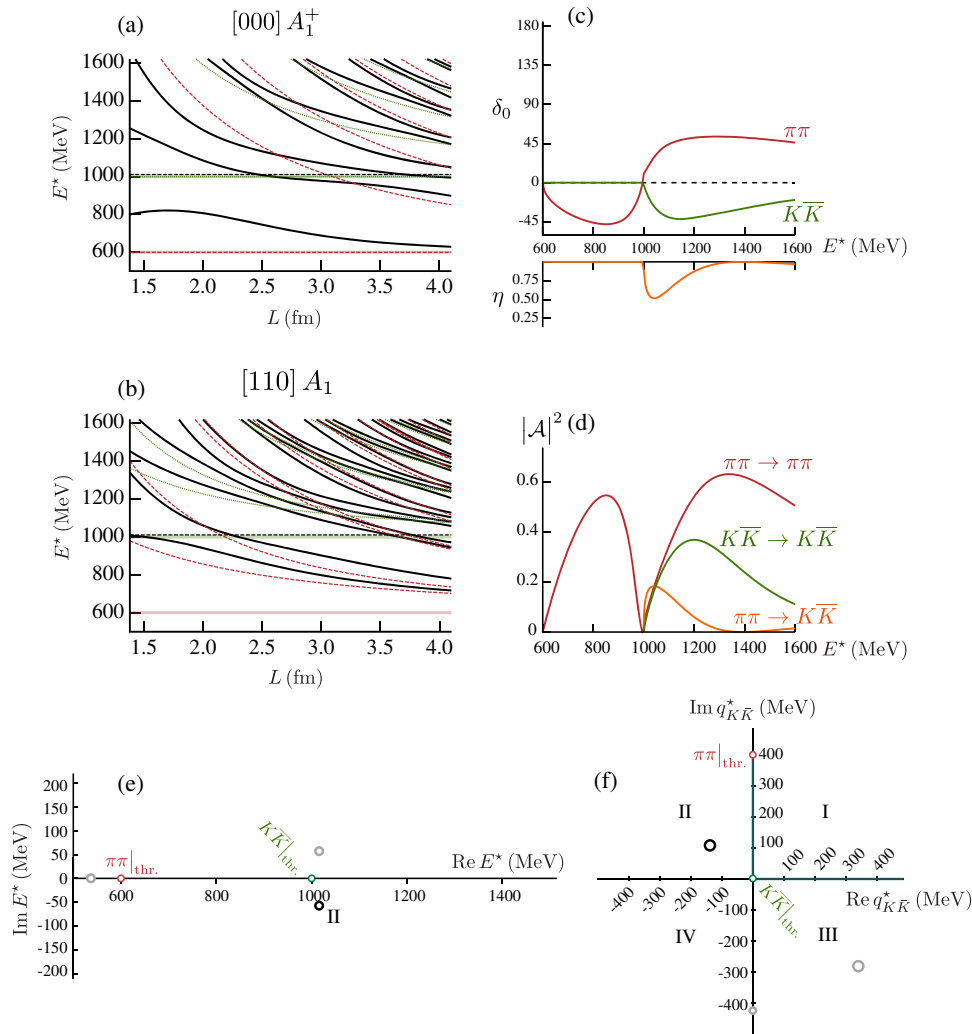 (a)
[000] A₁⁺
1600
1400
1200
1000
800
600
E⋆ (MeV)
1.5 2.0 2.5 3.0 3.5 4.0
L (fm)
(c)
180
135
90
45
0
-45
δ₀
ππ
KK̅
600 800 1000 1200 1400 1600
E⋆ (MeV)
0.75
0.50
0.25
η
(b)
[110] A₁
1600
1400
1200
1000
800
600
E⋆ (MeV)
1.5 2.0 2.5 3.0 3.5 4.0
L (fm)
|𝒜|² (d)
0.6
0.4
0.2
0
ππ → ππ
KK̅ → KK̅
ππ → KK̅
600 800 1000 1200 1400 1600
E⋆ (MeV)
(e)
200
150
100
50
0
-50
-100
-150
-200
Im E⋆ (MeV)
ππ|thr.
KK̅|thr.
Re E⋆ (MeV)
II
600 800 1000 1200 1400
(f)
Im q⋆KK̄ (MeV)
ππ|thr.
400
300
200
100
II
I
100 200 300 400
-400 -300 -200 -100
Re q⋆KK̄ (MeV)
KK̅|thr.
-100
-200
-300
-400
IV
III